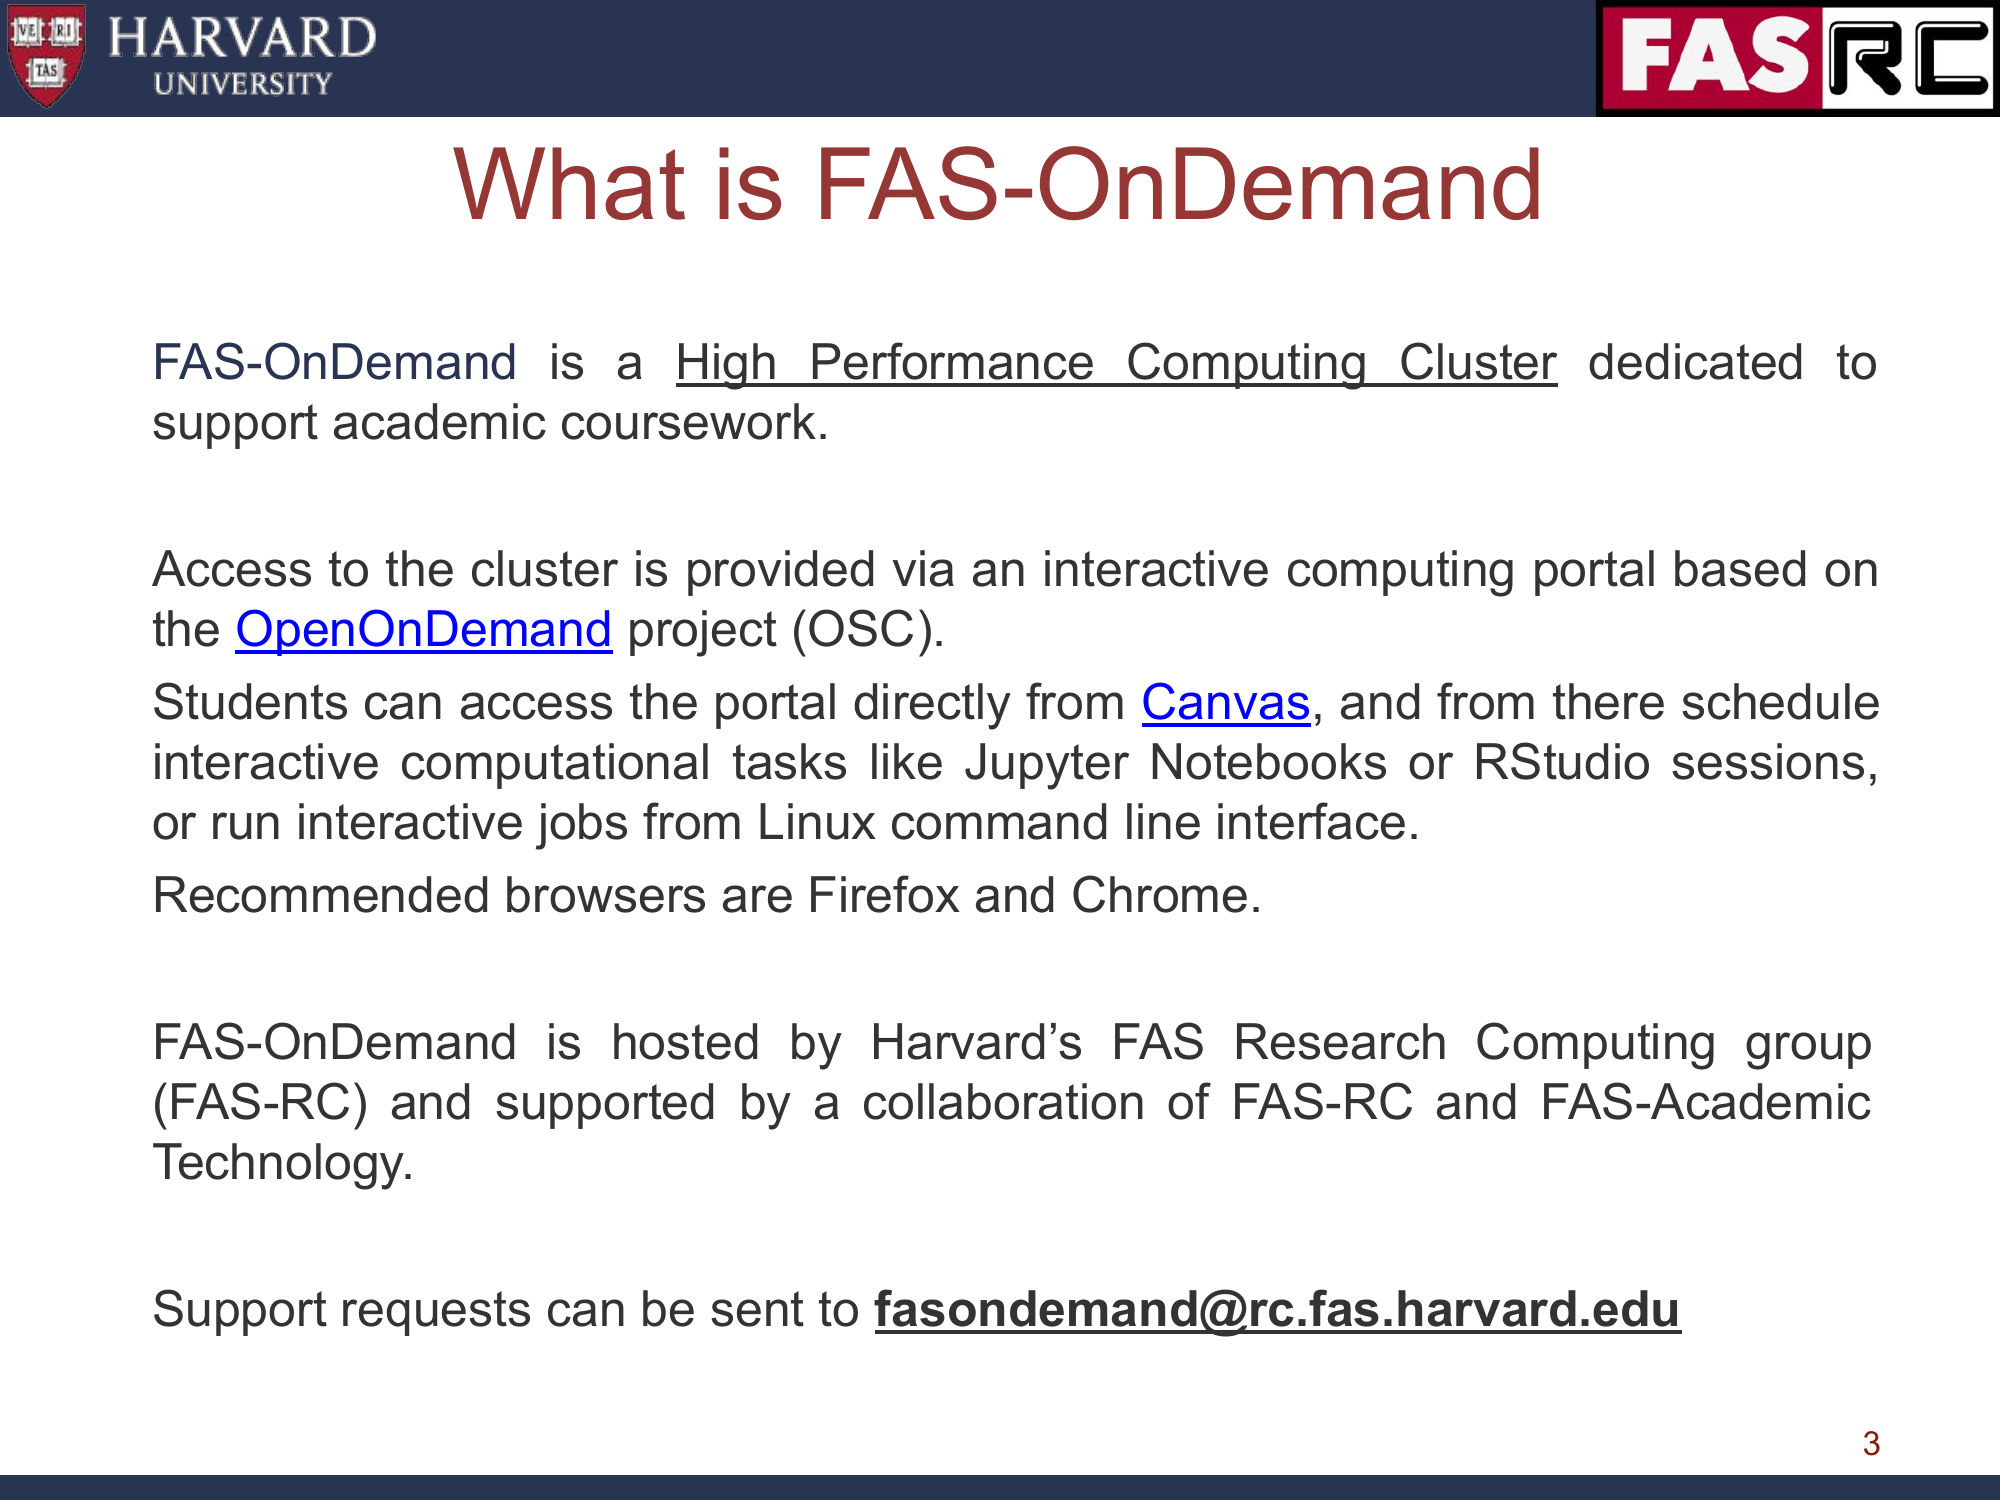 VE RI
TAS
HARVARD
UNIVERSITY
FAS RC
What is FAS-OnDemand
FAS-OnDemand is a High Performance Computing Cluster dedicated to
support academic coursework.
Access to the cluster is provided via an interactive computing portal based on
the OpenOnDemand project (OSC).
Students can access the portal directly from Canvas, and from there schedule
interactive computational tasks like Jupyter Notebooks or RStudio sessions,
or run interactive jobs from Linux command line interface.
Recommended browsers are Firefox and Chrome.
FAS-OnDemand is hosted by Harvard’s FAS Research Computing group
(FAS-RC) and supported by a collaboration of FAS-RC and FAS-Academic
Technology.
Support requests can be sent to fasondemand@rc.fas.harvard.edu
3